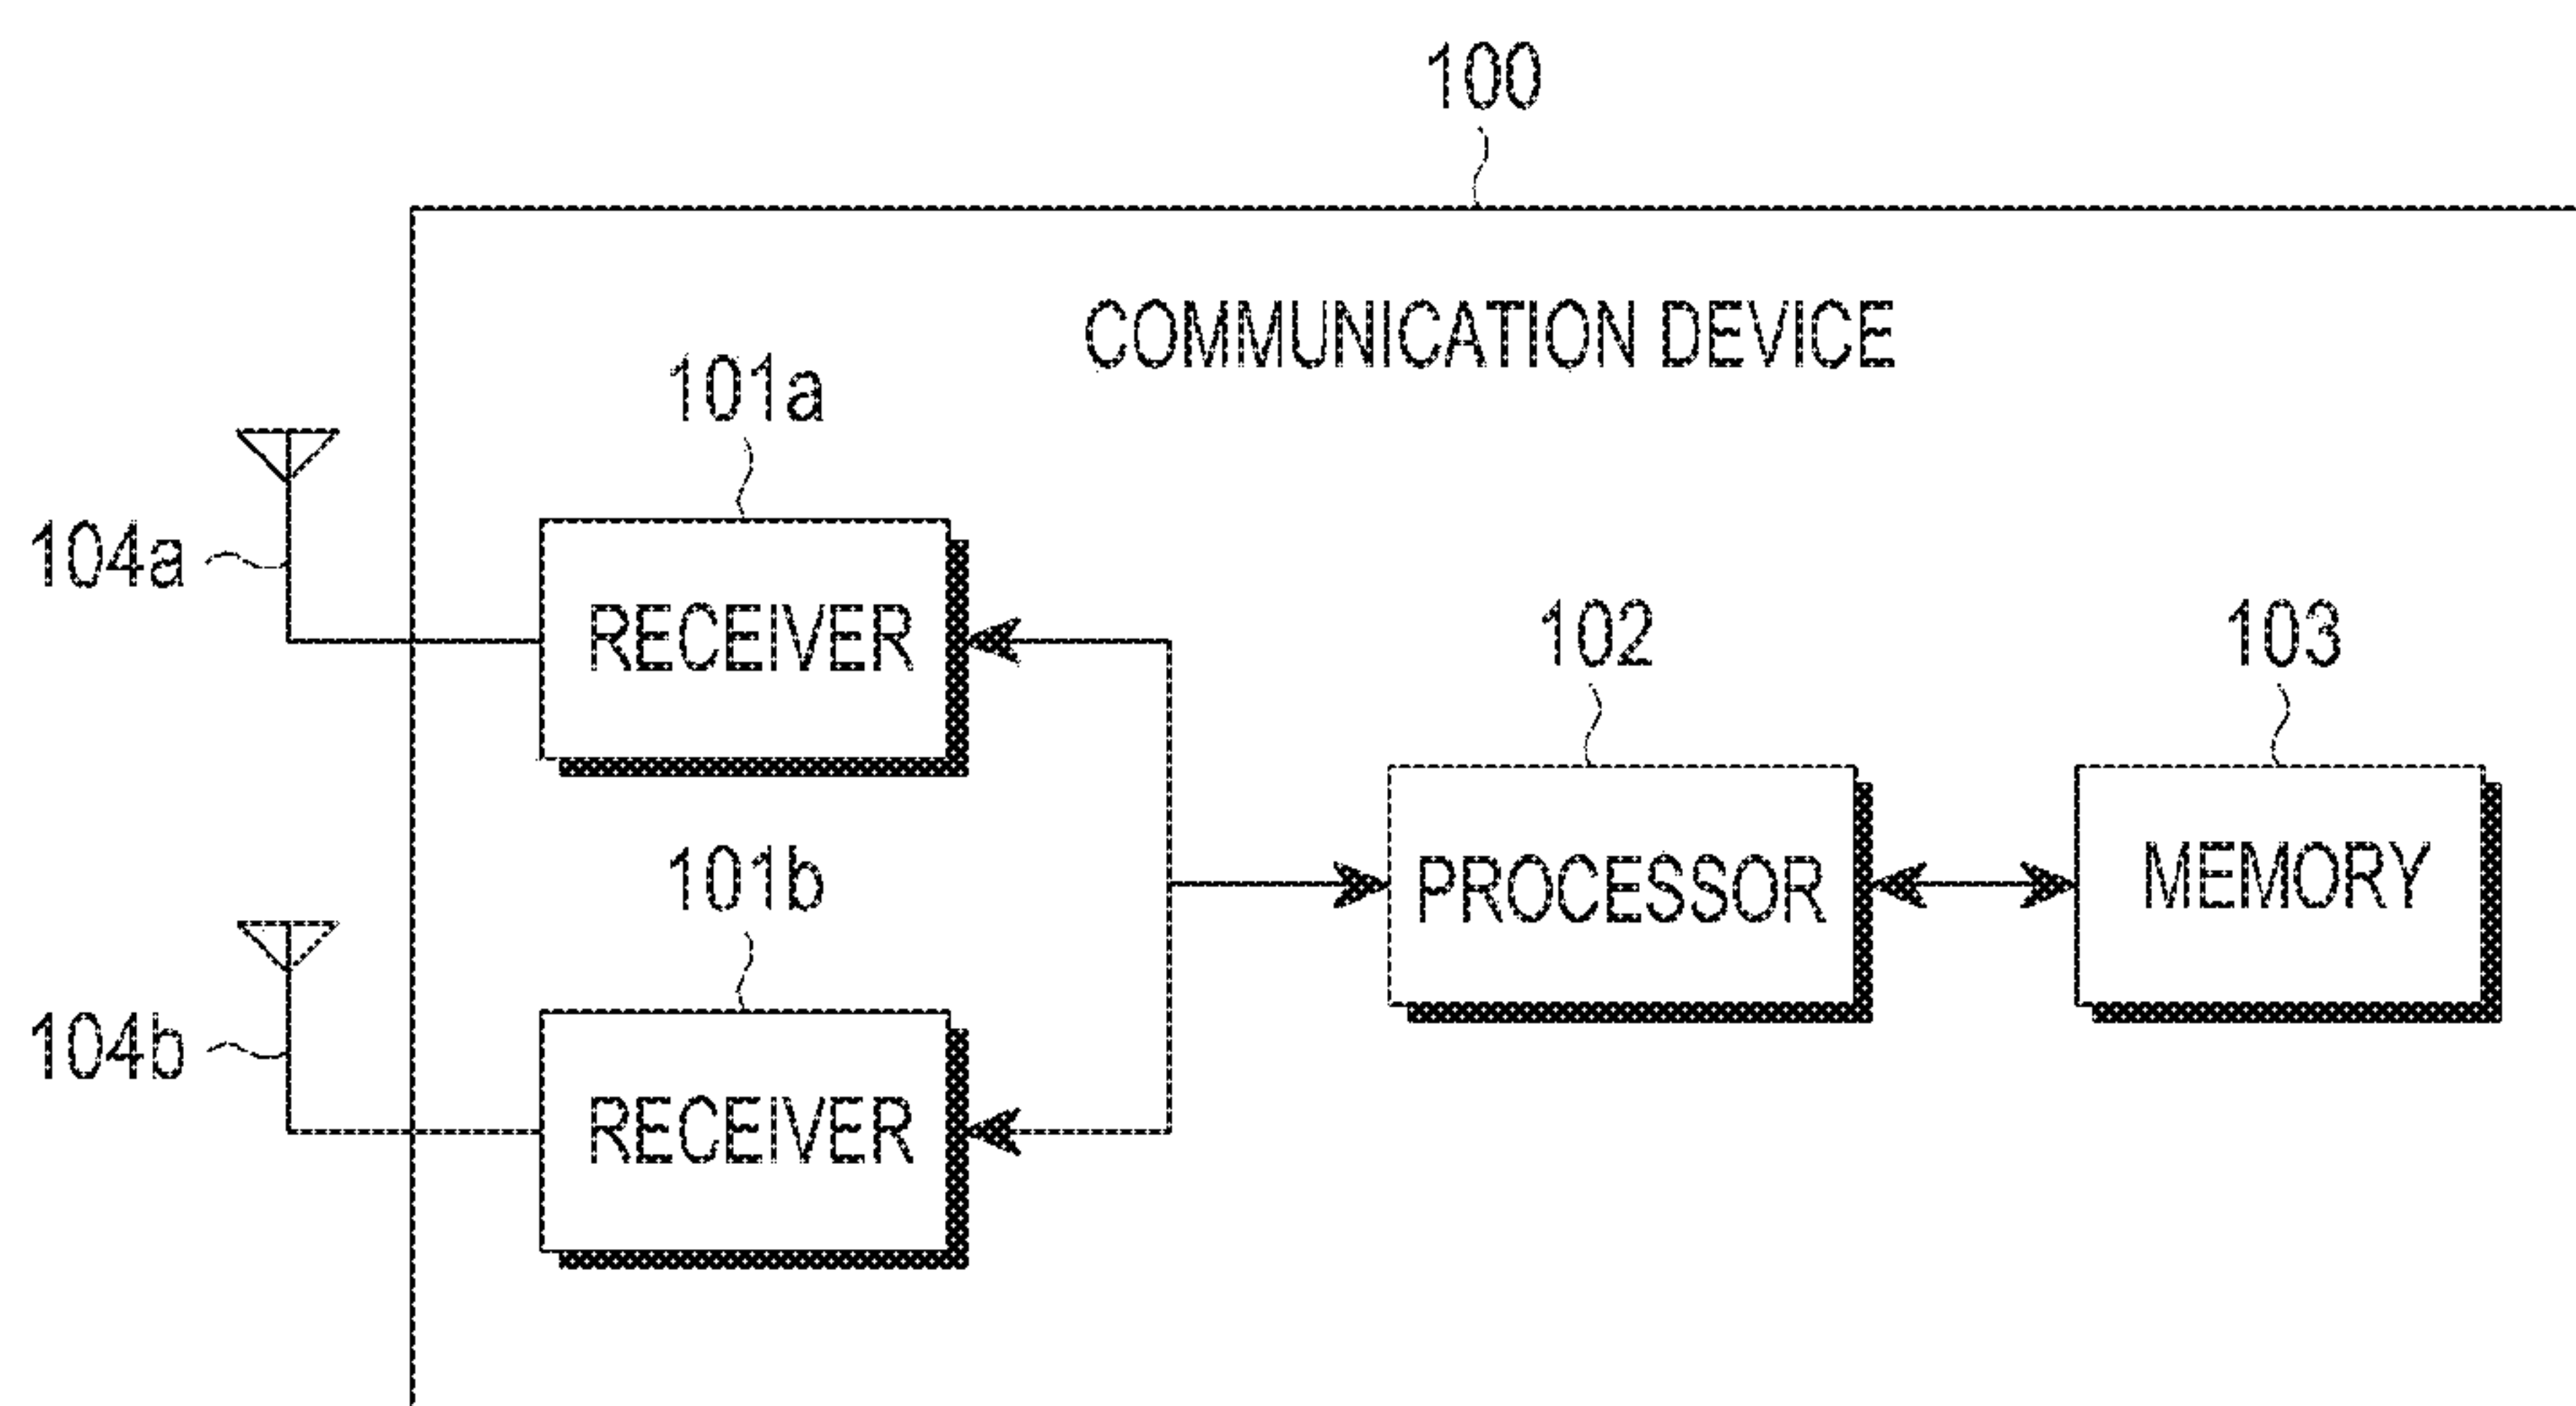 100
COMMUNICATION DEVICE
101a
104a
RECEIVER
102
103
101b
PROCESSOR
MEMORY
104b
RECEIVER